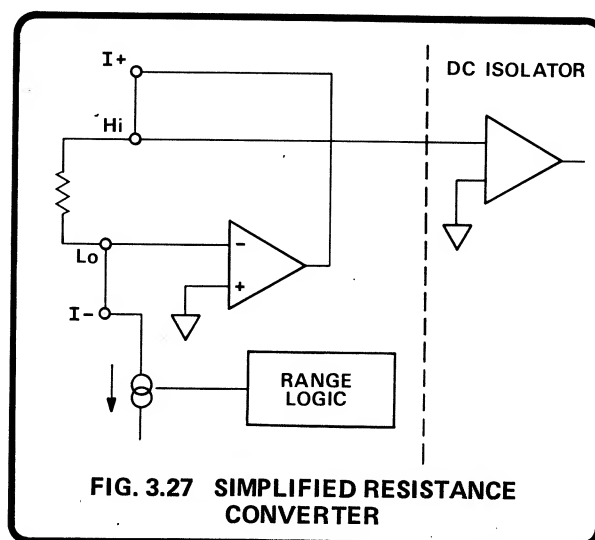 I+
DC ISOLATOR
Hi
Lo
-
+
I-
RANGE
LOGIC
FIG. 3.27 SIMPLIFIED RESISTANCE
CONVERTER